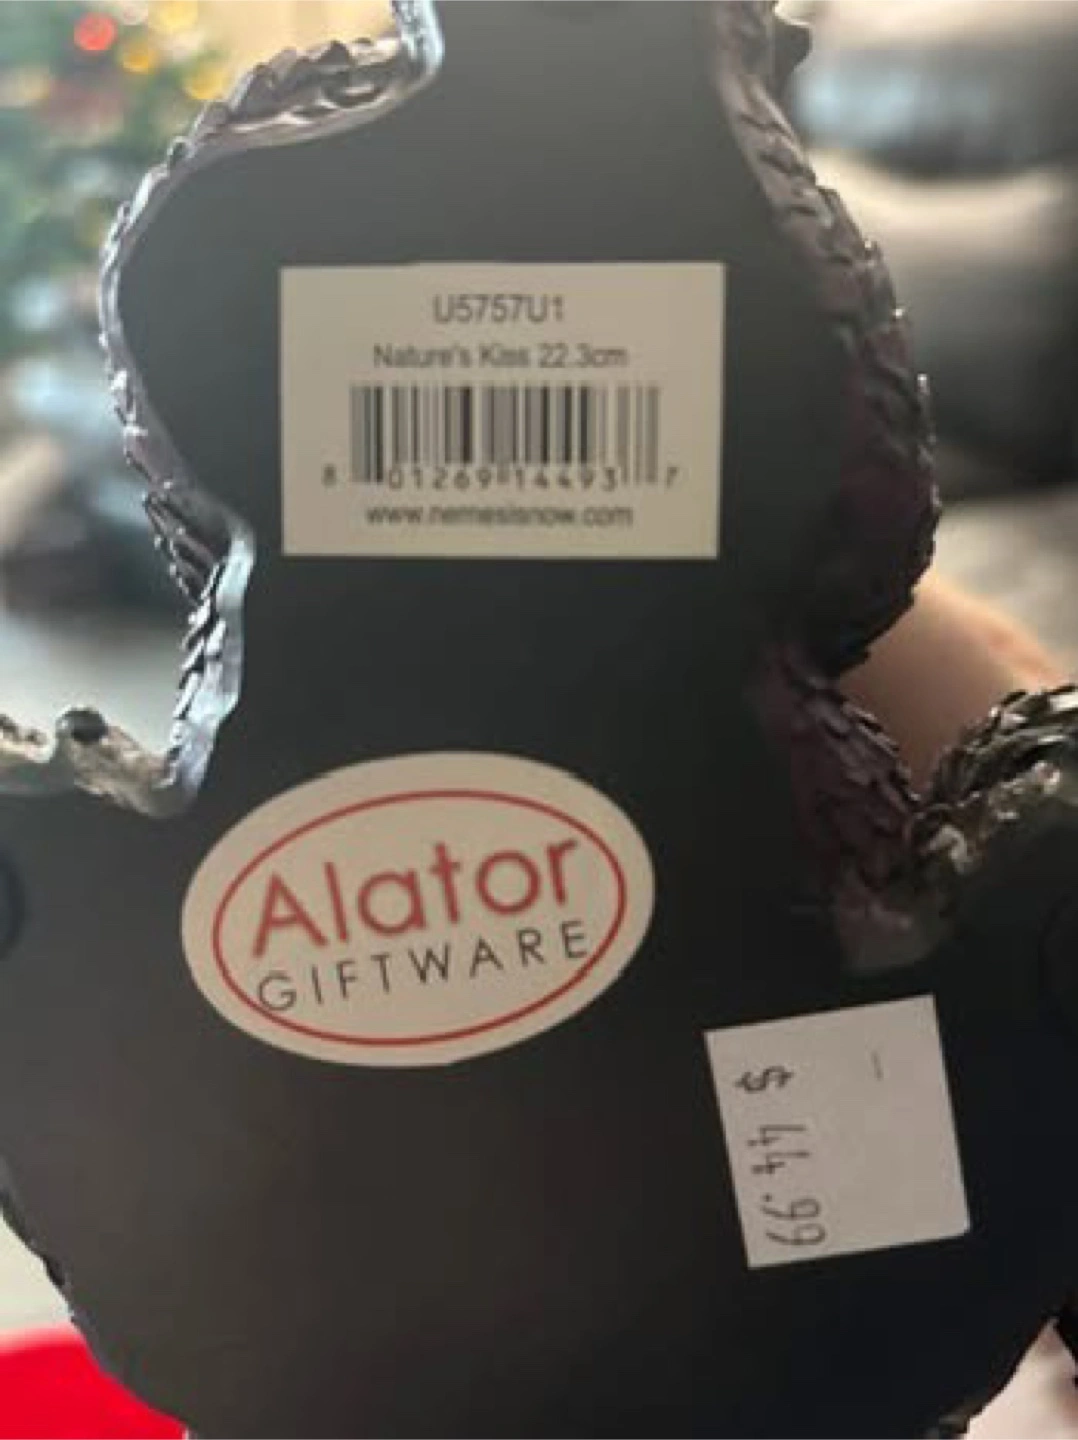 U5757U1
Nature's Kiss 22.3cm
8 01269 14493 7
www.nemesisnow.com
Alator
GIFTWARE
$ 44.99